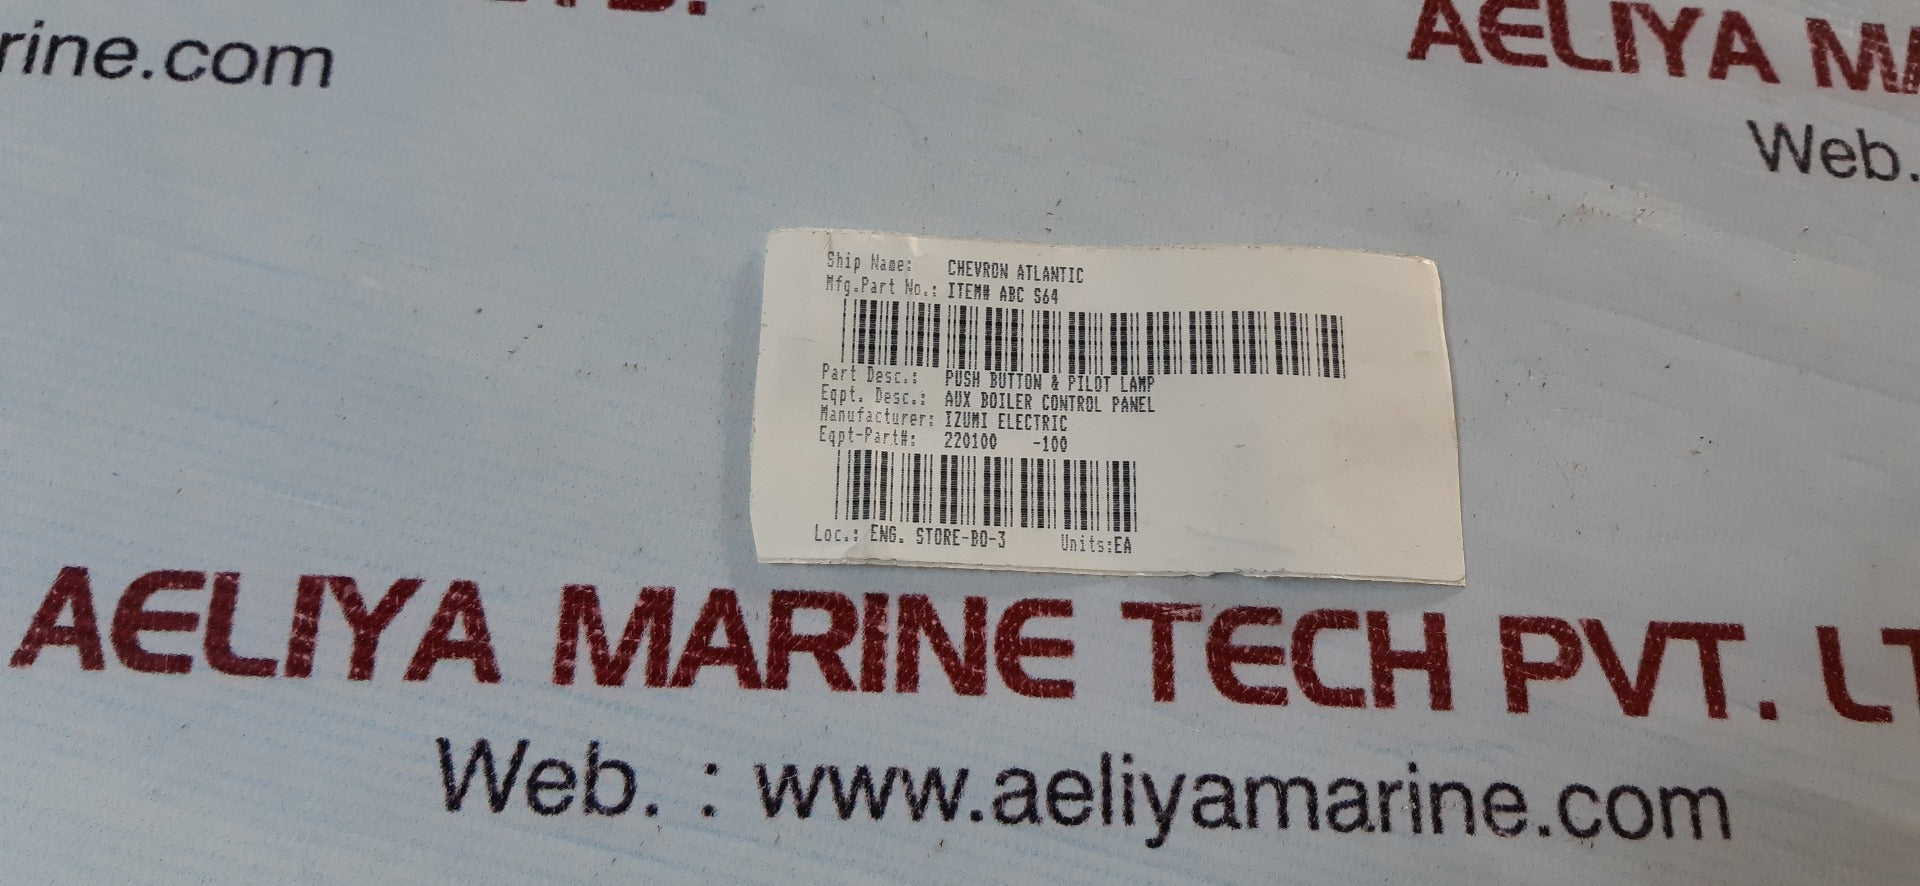 rine.com
AELIYA MA
Web.
Ship Name: CHEVRON ATLANTIC
Mfg.Part No.: ITEM# ABC S64
Part Desc.: PUSH BUTTON & PILOT LAMP
Eqpt. Desc.: AUX BOILER CONTROL PANEL
Manufacturer: IZUMI ELECTRIC
Eqpt-Part#: 220100 -100
Loc.: ENG. STORE-BO-3 Units:EA
AELIYA MARINE TECH PVT. LT
Web. : www.aeliyamarine.com